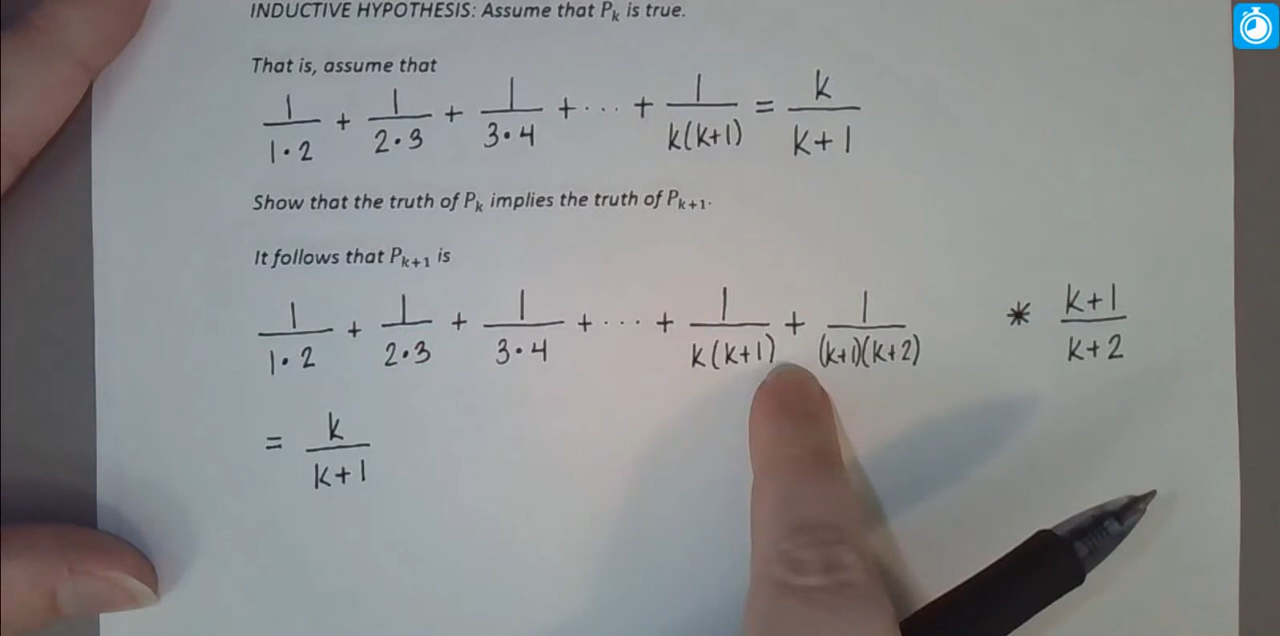 INDUCTIVE HYPOTHESIS: Assume that Pₖ is true.
That is, assume that
1/(1·2) + 1/(2·3) + 1/(3·4) + ··· + 1/(k(k+1)) = k/(k+1)
Show that the truth of Pₖ implies the truth of Pₖ₊₁.
It follows that Pₖ₊₁ is
1/(1·2) + 1/(2·3) + 1/(3·4) + ··· + 1/(k(k+1)) + 1/((k+1)(k+2)) * (k+1)/(k+2)
= k/(k+1)